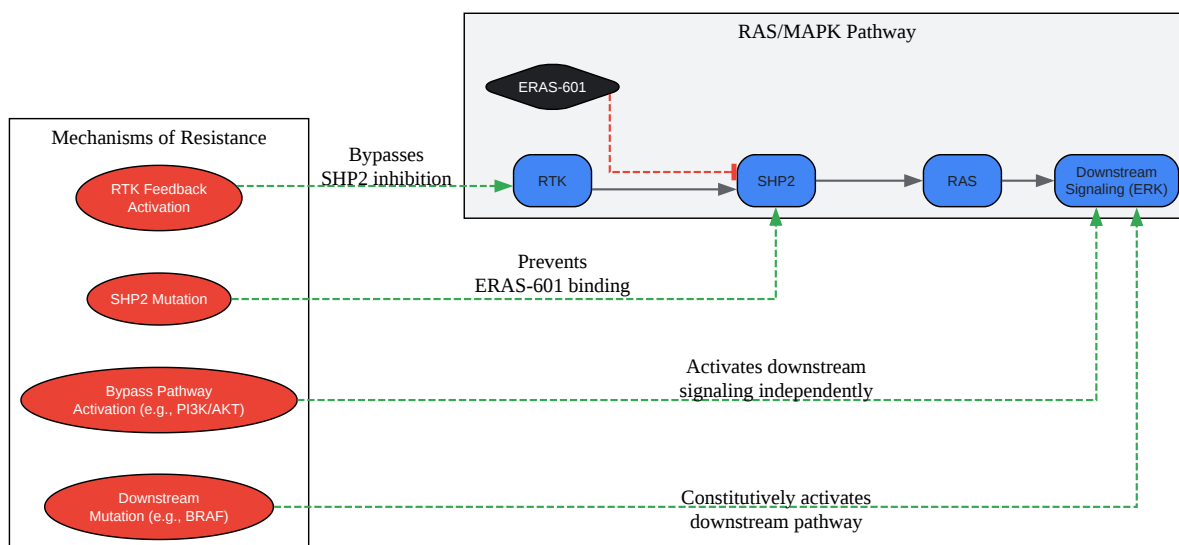 RAS/MAPK Pathway
ERAS-601
Mechanisms of Resistance
RTK Feedback
Activation
Bypasses
SHP2 inhibition
RTK
SHP2
RAS
Downstream
Signaling (ERK)
SHP2 Mutation
Prevents
ERAS-601 binding
Bypass Pathway
Activation (e.g., PI3K/AKT)
Activates downstream
signaling independently
Downstream
Mutation (e.g., BRAF)
Constitutively activates
downstream pathway